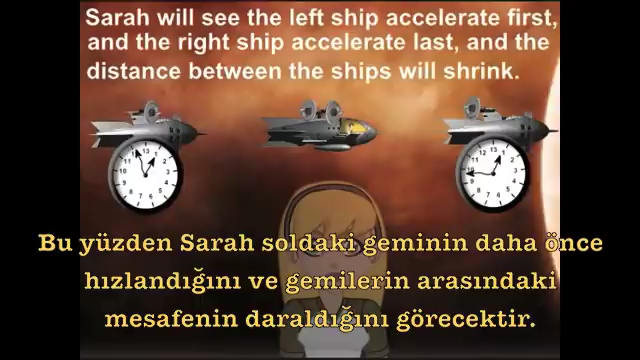 Sarah will see the left ship accelerate first,
and the right ship accelerate last, and the
distance between the ships will shrink.
Bu yüzden Sarah soldaki geminin daha önce
hızlandığını ve gemilerin arasındaki
mesafenin daraldığını görecektir.